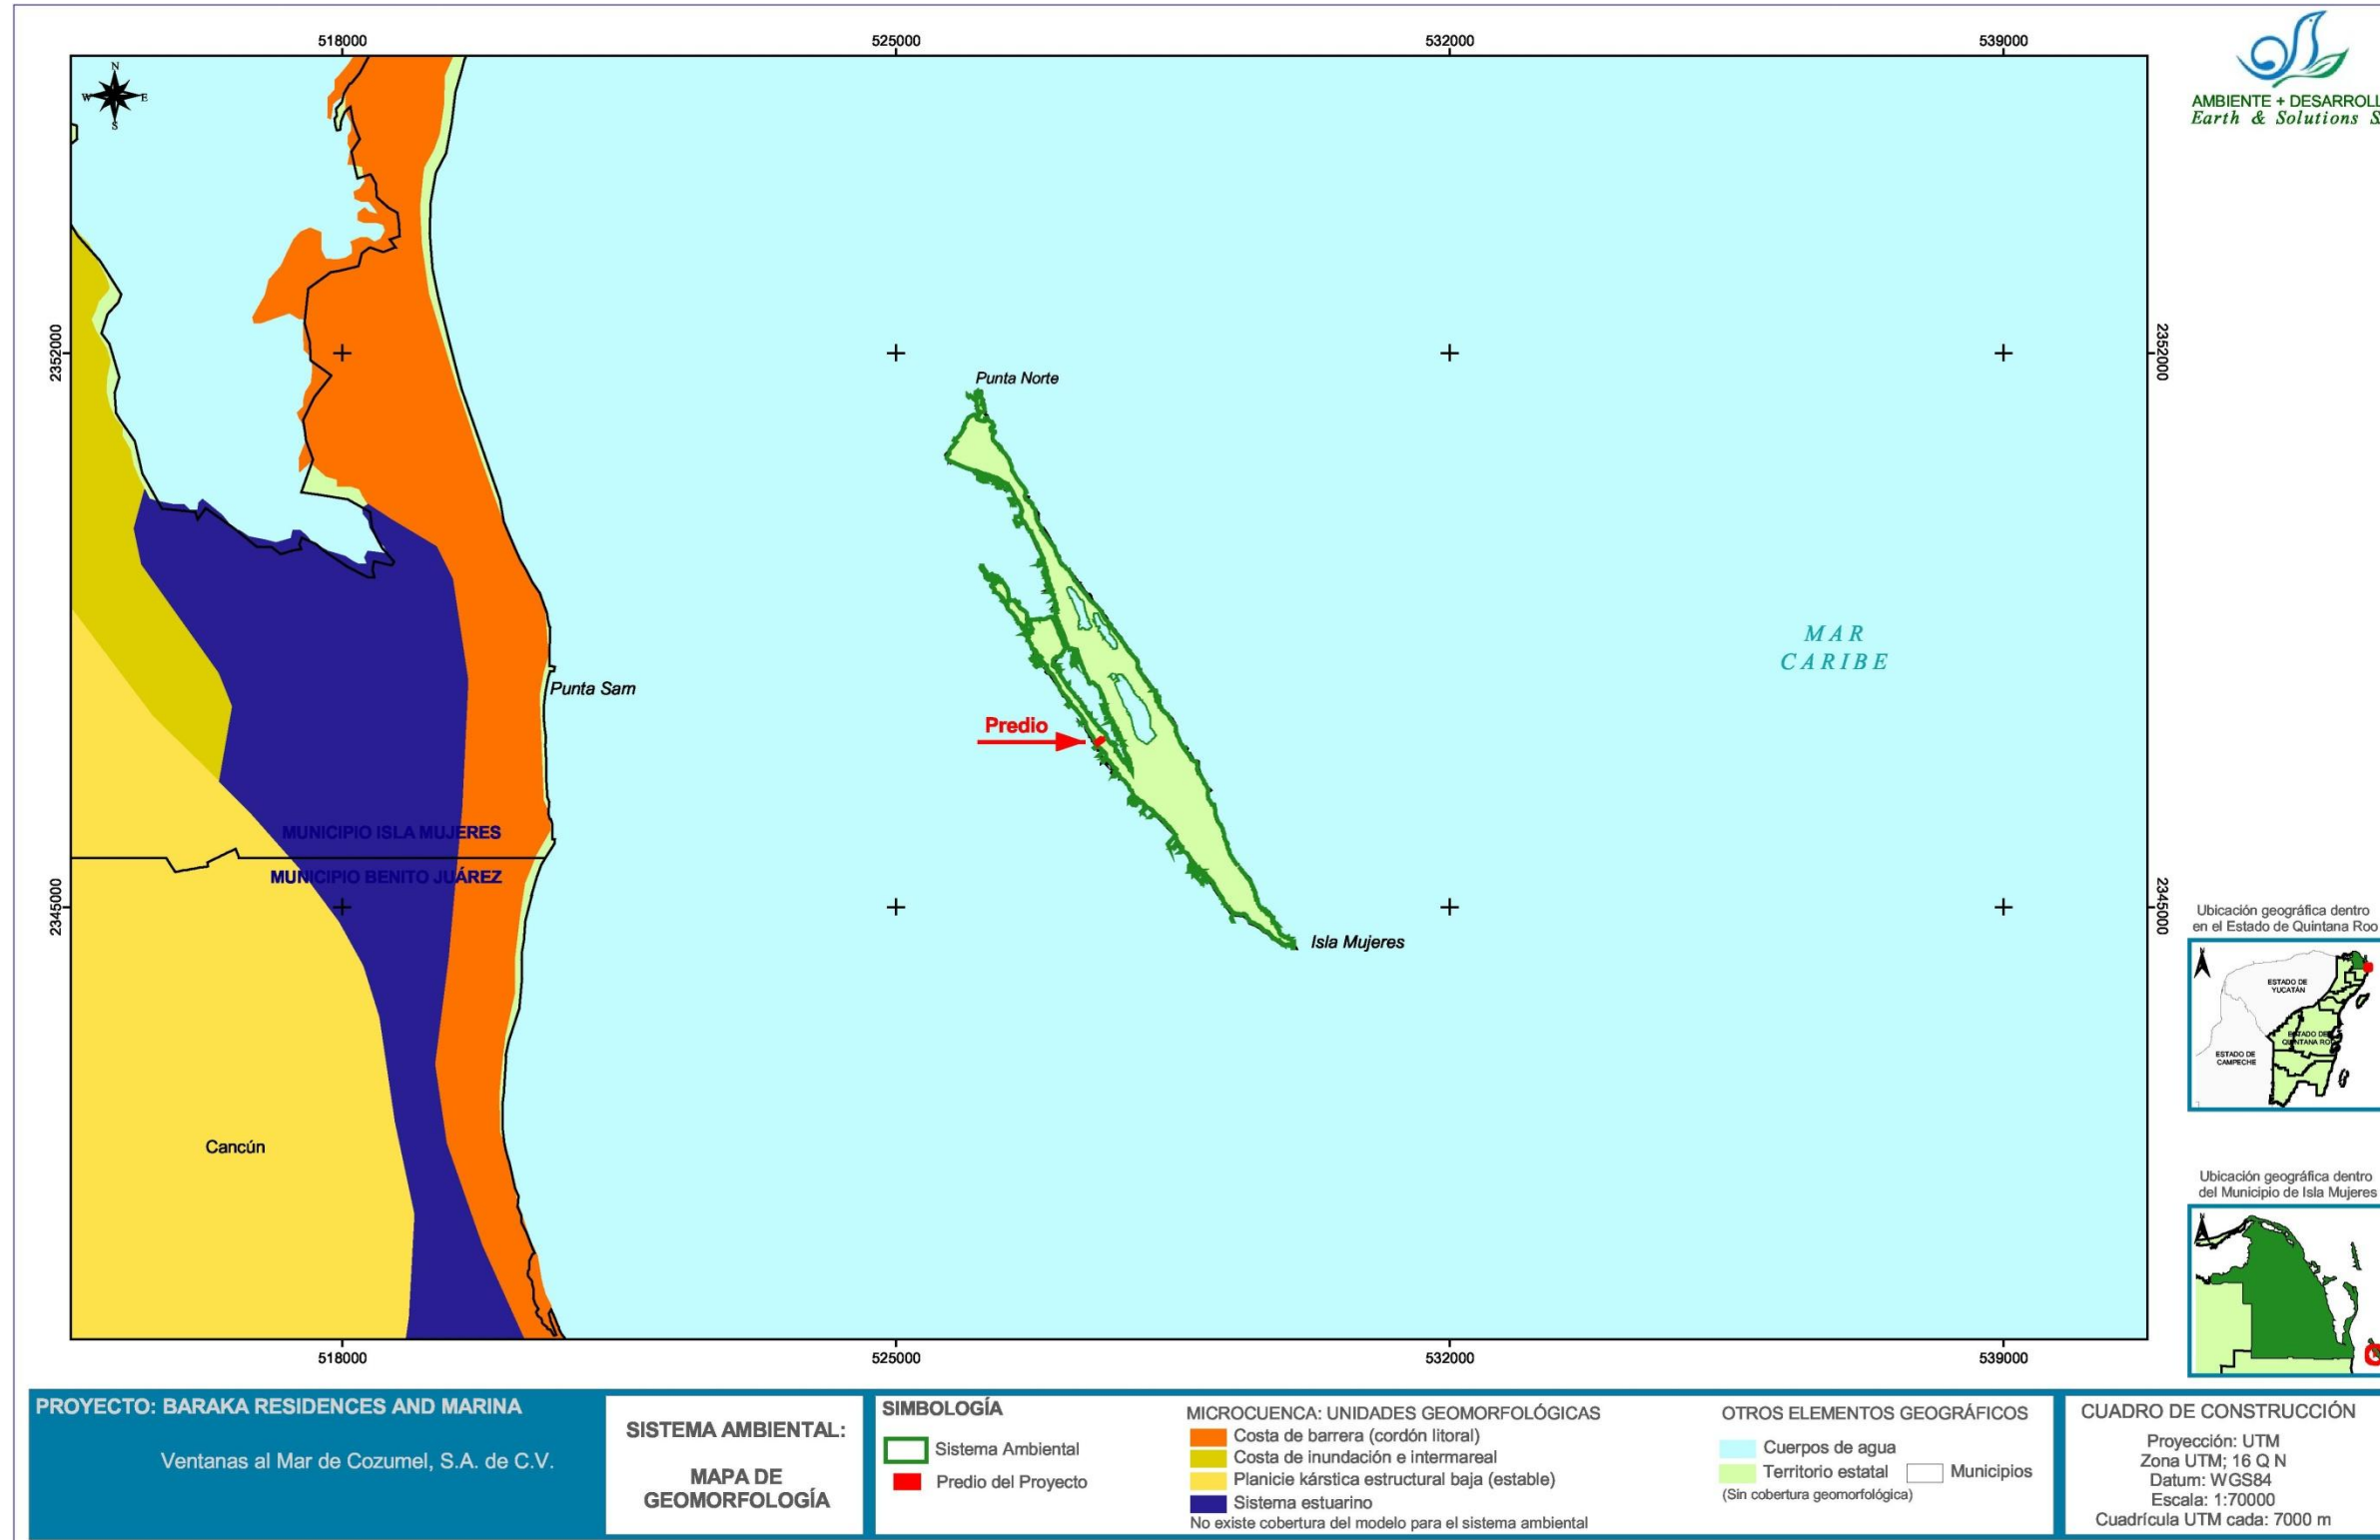 518000
525000
532000
539000
AMBIENTE + DESARROLL
Earth & Solutions S
N
W E
S
2352000
2352000
Punta Norte
MAR
CARIBE
Punta Sam
Predio
MUNICIPIO ISLA MUJERES
MUNICIPIO BENITO JUÁREZ
2345000
2345000
Isla Mujeres
Cancún
518000
525000
532000
539000
Ubicación geográfica dentro
en el Estado de Quintana Roo
N
ESTADO DE
YUCATÁN
ESTADO DE
QUINTANA ROO
ESTADO DE
CAMPECHE
Ubicación geográfica dentro
del Municipio de Isla Mujeres
N
PROYECTO: BARAKA RESIDENCES AND MARINA
Ventanas al Mar de Cozumel, S.A. de C.V.
SISTEMA AMBIENTAL:
MAPA DE
GEOMORFOLOGÍA
SIMBOLOGÍA
Sistema Ambiental
Predio del Proyecto
MICROCUENCA: UNIDADES GEOMORFOLÓGICAS
Costa de barrera (cordón litoral)
Costa de inundación e intermareal
Planicie kárstica estructural baja (estable)
Sistema estuarino
No existe cobertura del modelo para el sistema ambiental
OTROS ELEMENTOS GEOGRÁFICOS
Cuerpos de agua
Territorio estatal Municipios
(Sin cobertura geomorfológica)
CUADRO DE CONSTRUCCIÓN
Proyección: UTM
Zona UTM; 16 Q N
Datum: WGS84
Escala: 1:70000
Cuadrícula UTM cada: 7000 m